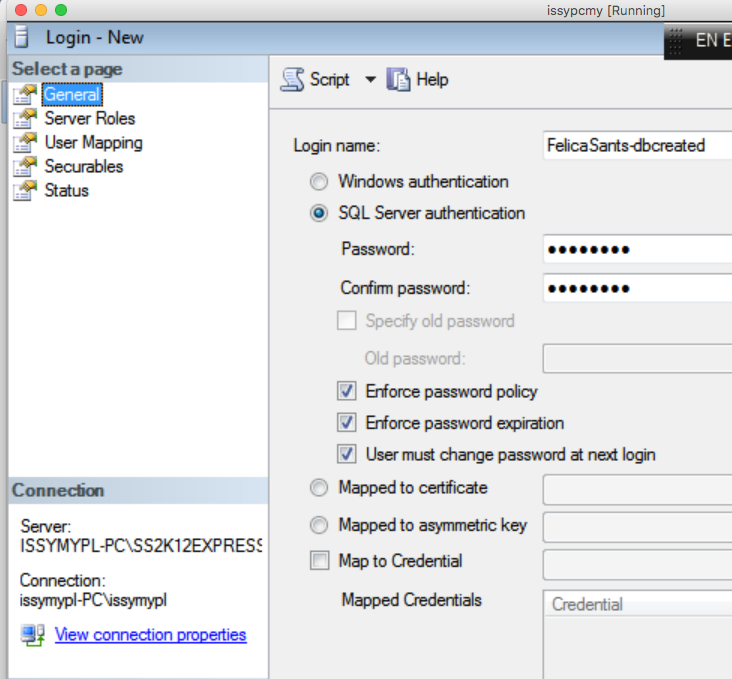 issypcmy [Running]
Login - New
EN E
Select a page
General
Server Roles
User Mapping
Securables
Status
Script
Help
Login name:
FelicaSants-dbcreated
Windows authentication
SQL Server authentication
Password:
Confirm password:
Specify old password
Old password:
Enforce password policy
Enforce password expiration
User must change password at next login
Mapped to certificate
Mapped to asymmetric key
Map to Credential
Mapped Credentials
Credential
Connection
Server:
ISSYMYPL-PC\SS2K12EXPRESS
Connection:
issymypl-PC\issymypl
View connection properties